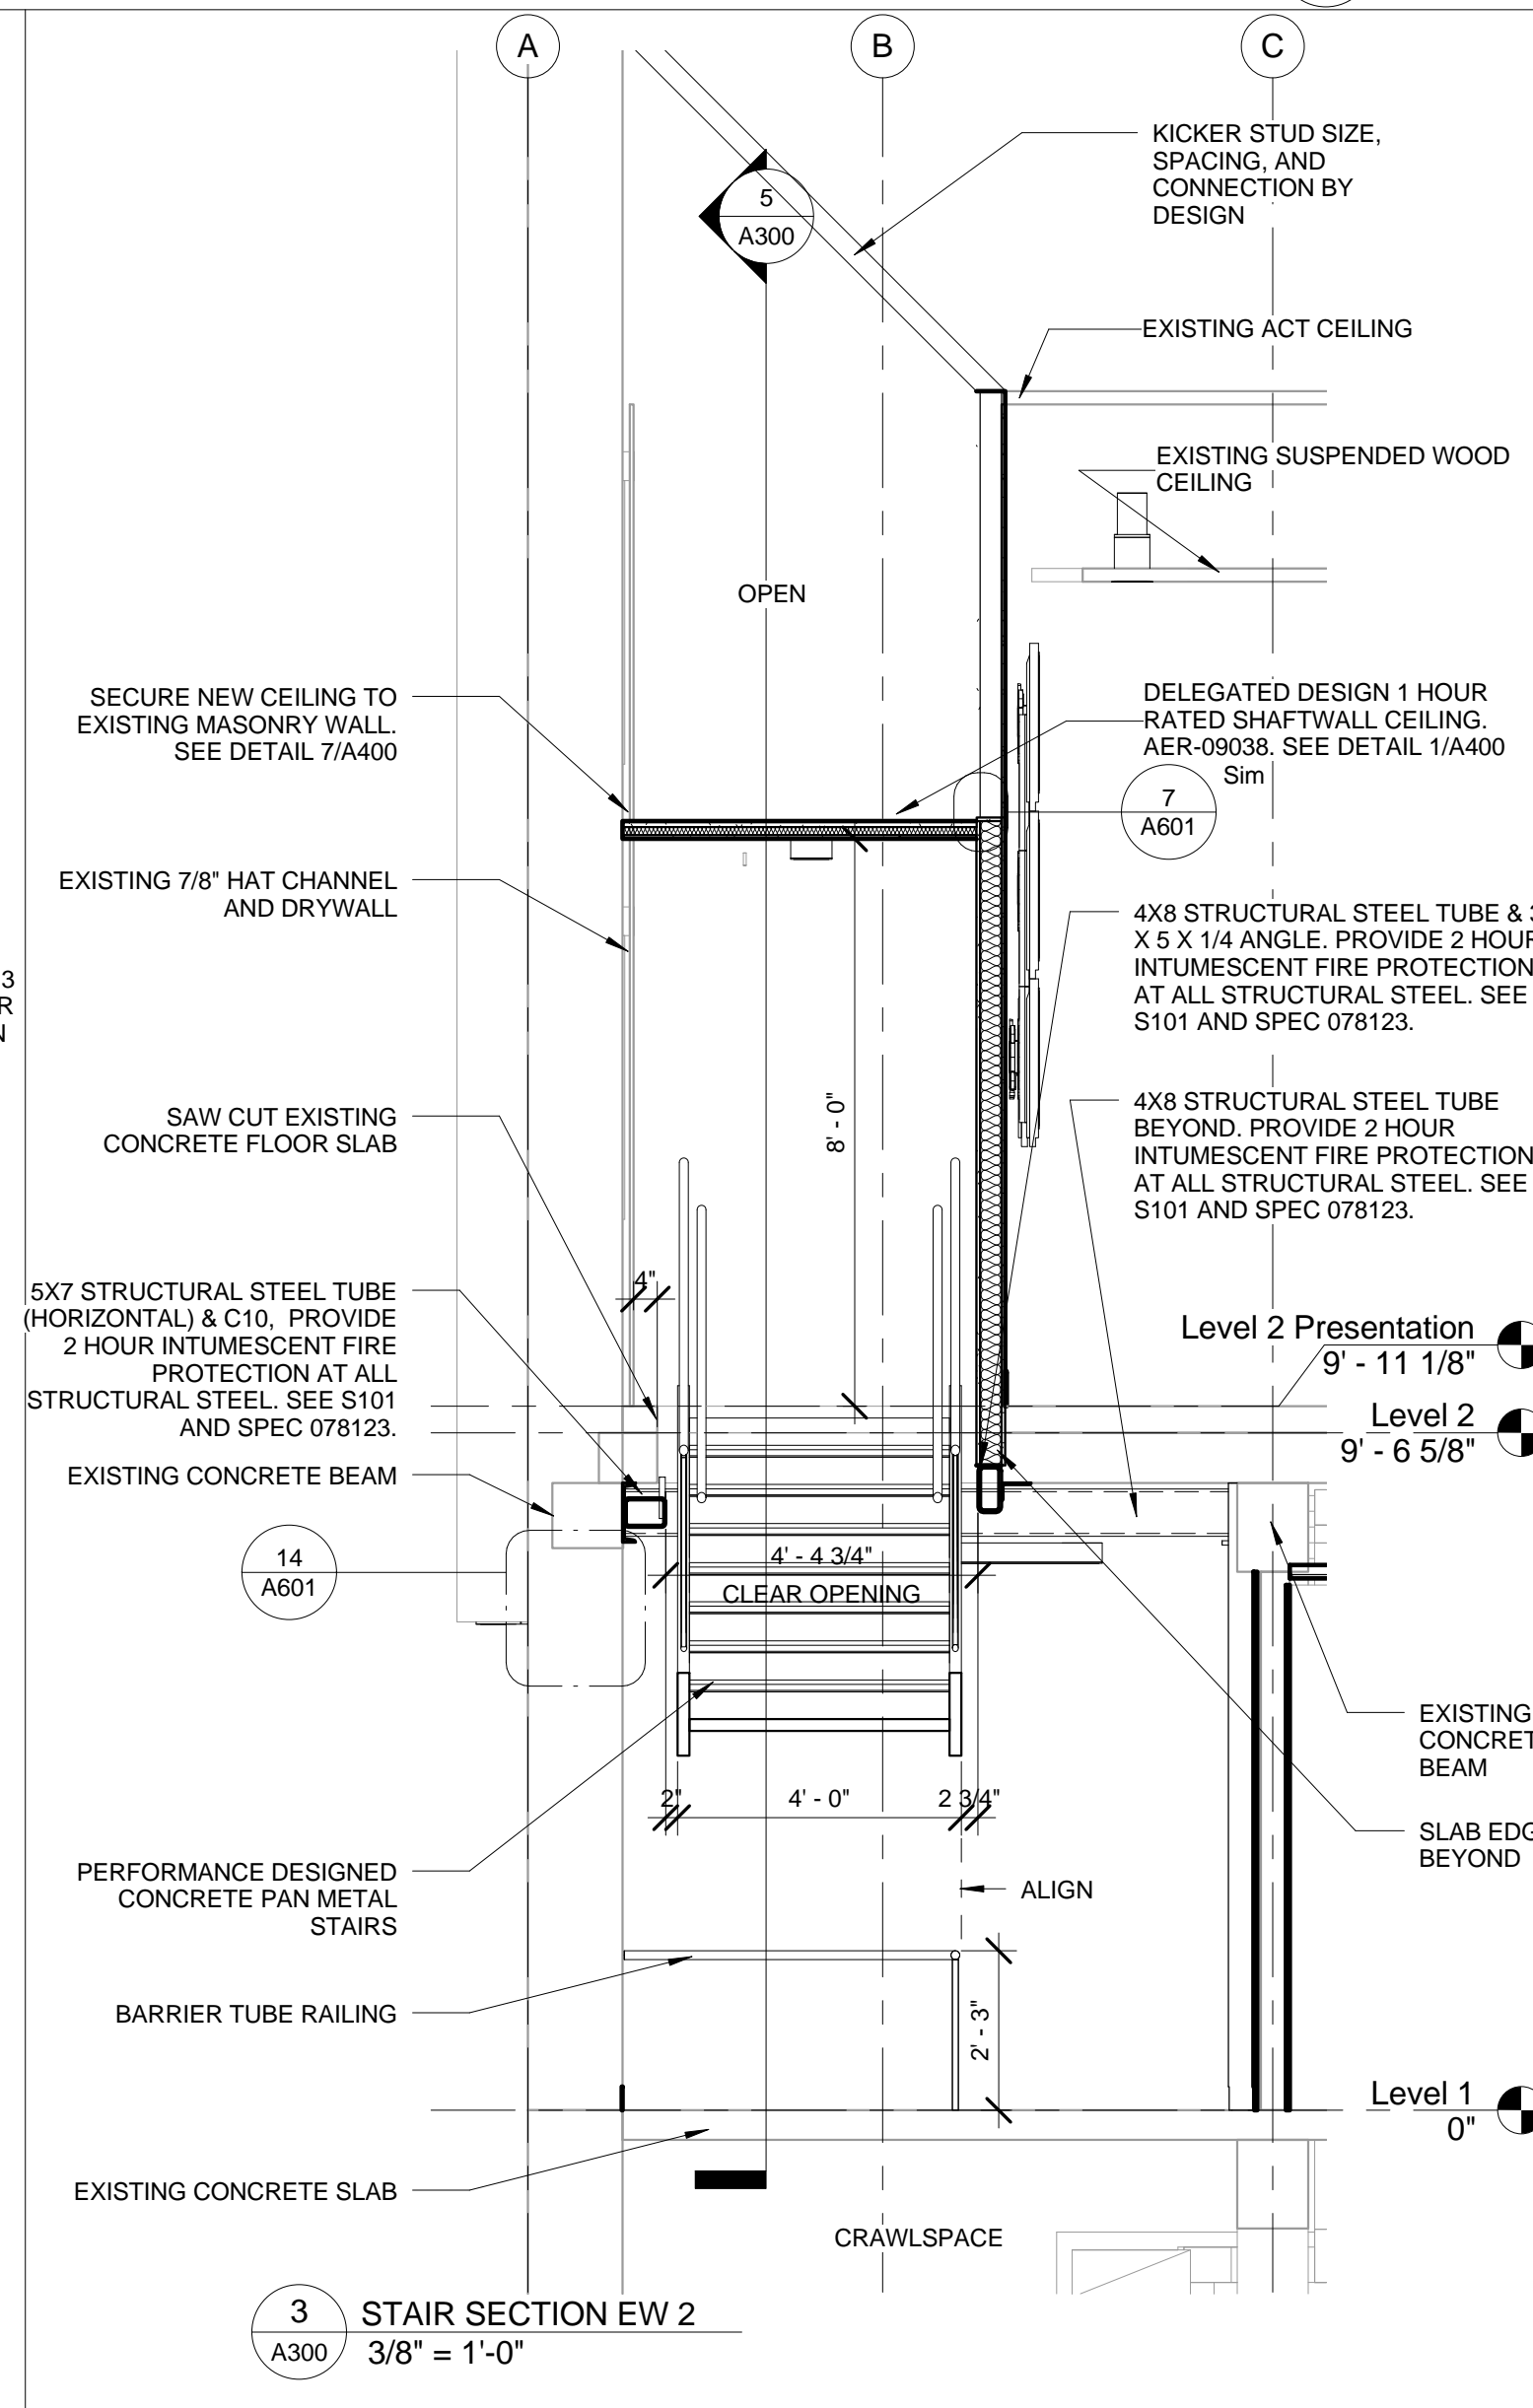 A
B
C
KICKER STUD SIZE,
SPACING, AND
CONNECTION BY
DESIGN
5
A300
EXISTING ACT CEILING
EXISTING SUSPENDED WOOD
CEILING
OPEN
SECURE NEW CEILING TO
EXISTING MASONRY WALL.
SEE DETAIL 7/A400
DELEGATED DESIGN 1 HOUR
RATED SHAFTWALL CEILING.
AER-09038. SEE DETAIL 1/A400
Sim
7
A601
EXISTING 7/8" HAT CHANNEL
AND DRYWALL
4X8 STRUCTURAL STEEL TUBE & 3
X 5 X 1/4 ANGLE. PROVIDE 2 HOUR
INTUMESCENT FIRE PROTECTION
AT ALL STRUCTURAL STEEL. SEE
S101 AND SPEC 078123.
3
R
N
SAW CUT EXISTING
CONCRETE FLOOR SLAB
8' - 0"
4X8 STRUCTURAL STEEL TUBE
BEYOND. PROVIDE 2 HOUR
INTUMESCENT FIRE PROTECTION
AT ALL STRUCTURAL STEEL. SEE
S101 AND SPEC 078123.
4"
5X7 STRUCTURAL STEEL TUBE
(HORIZONTAL) & C10, PROVIDE
2 HOUR INTUMESCENT FIRE
PROTECTION AT ALL
STRUCTURAL STEEL. SEE S101
AND SPEC 078123.
Level 2 Presentation
9' - 11 1/8"
Level 2
9' - 6 5/8"
EXISTING CONCRETE BEAM
14
A601
4' - 4 3/4"
CLEAR OPENING
EXISTING
CONCRET
BEAM
2"
4' - 0"
2 3/4"
SLAB EDG
BEYOND
PERFORMANCE DESIGNED
CONCRETE PAN METAL
STAIRS
ALIGN
BARRIER TUBE RAILING
2' - 3"
Level 1
0"
EXISTING CONCRETE SLAB
CRAWLSPACE
3
A300
STAIR SECTION EW 2
3/8" = 1'-0"